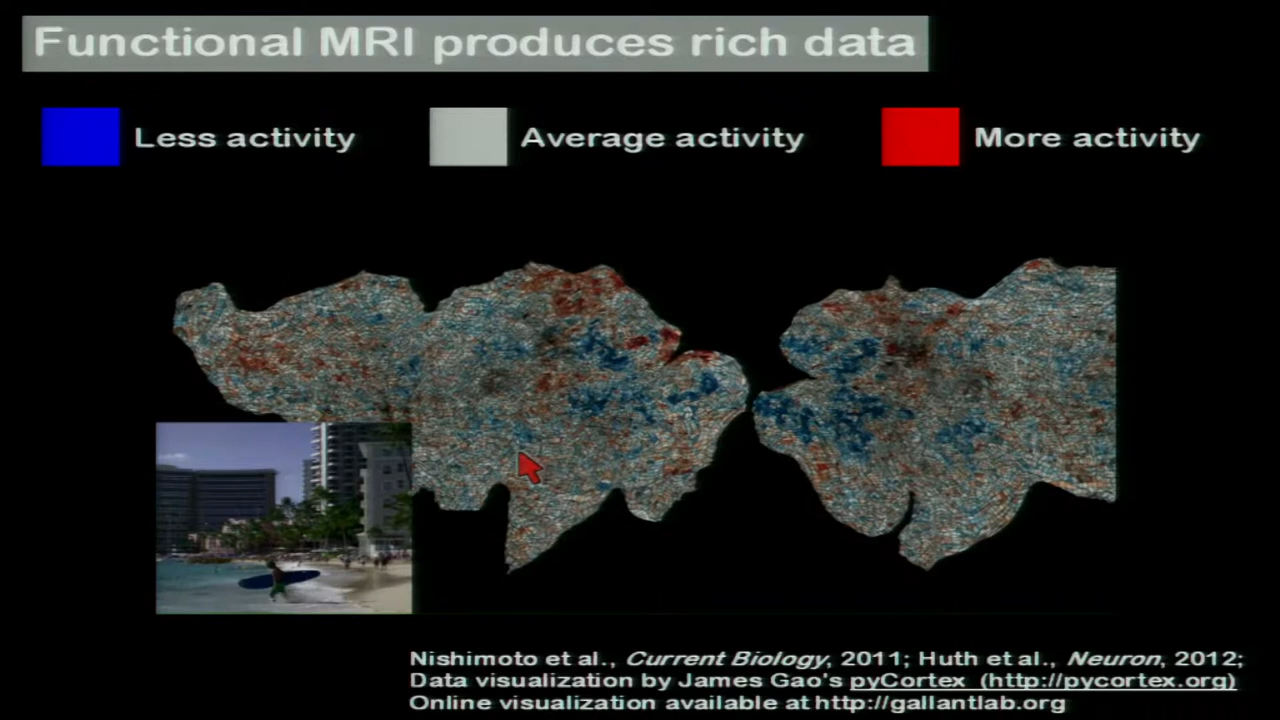 Functional MRI produces rich data
Less activity
Average activity
More activity
Nishimoto et al., Current Biology, 2011; Huth et al., Neuron, 2012;
Data visualization by James Gao's pyCortex (http://pycortex.org)
Online visualization available at http://gallantlab.org